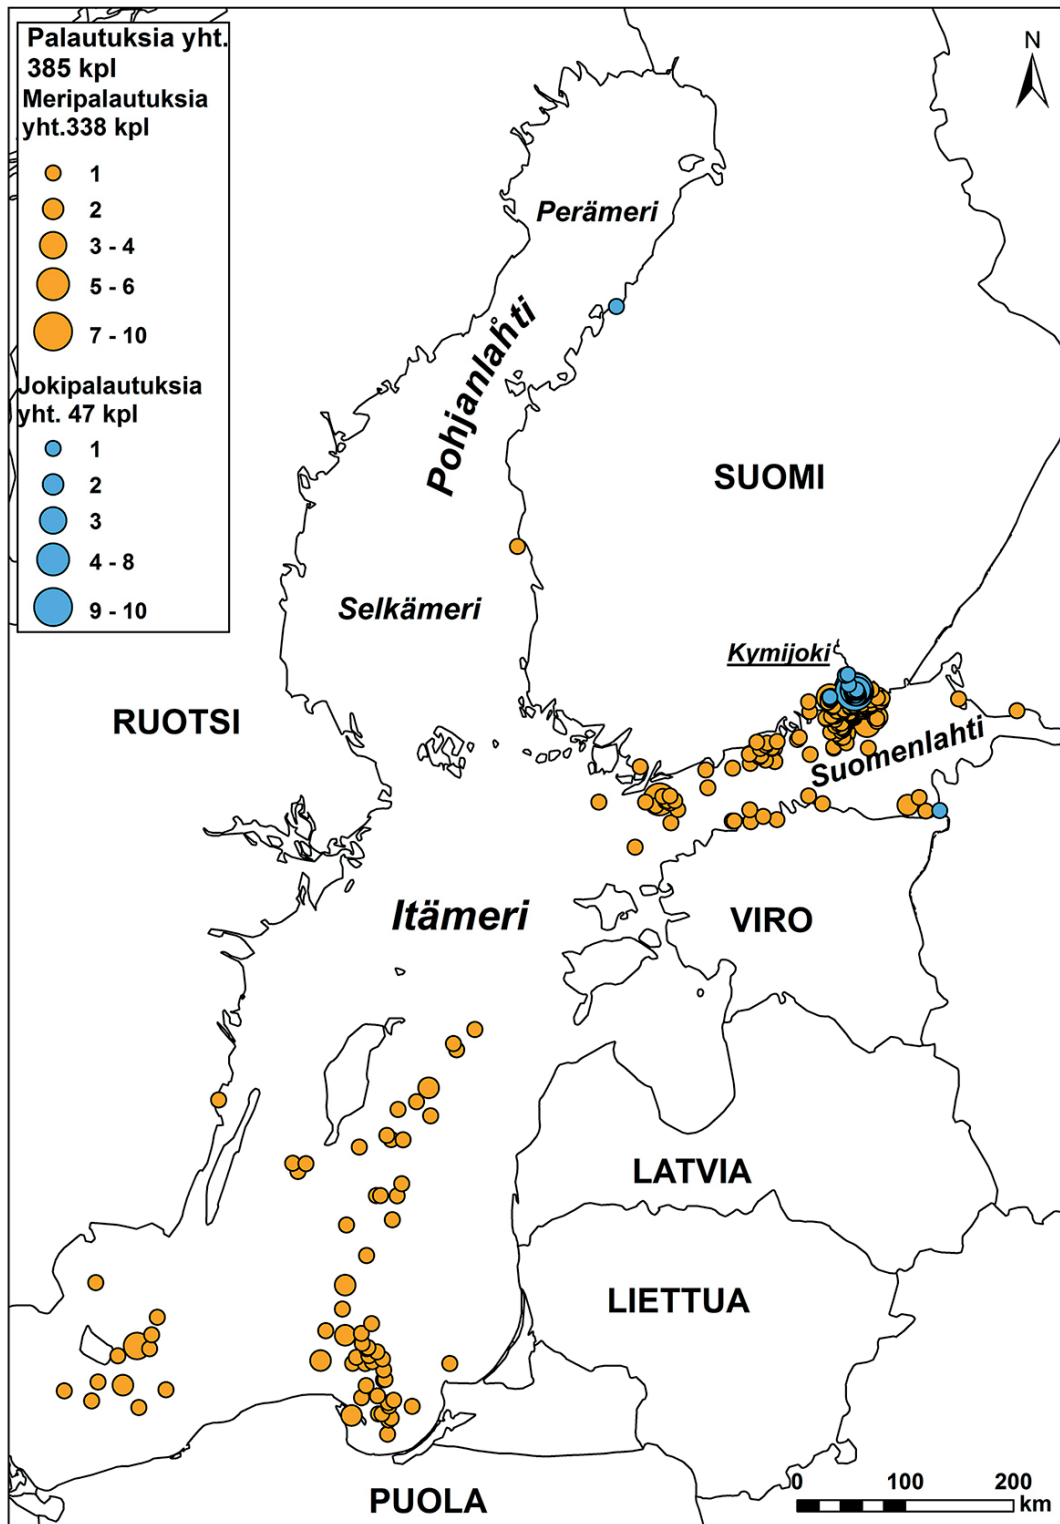 Palautuksia yht.
385 kpl
Meripalautuksia
yht.338 kpl
1
2
3 - 4
5 - 6
7 - 10
Jokipalautuksia
yht. 47 kpl
1
2
3
4 - 8
9 - 10
N
Perämeri
Pohjanlahti
SUOMI
Selkämeri
Kymijoki
RUOTSI
Suomenlahti
Itämeri
VIRO
LATVIA
LIETTUA
PUOLA
0 100 200
km